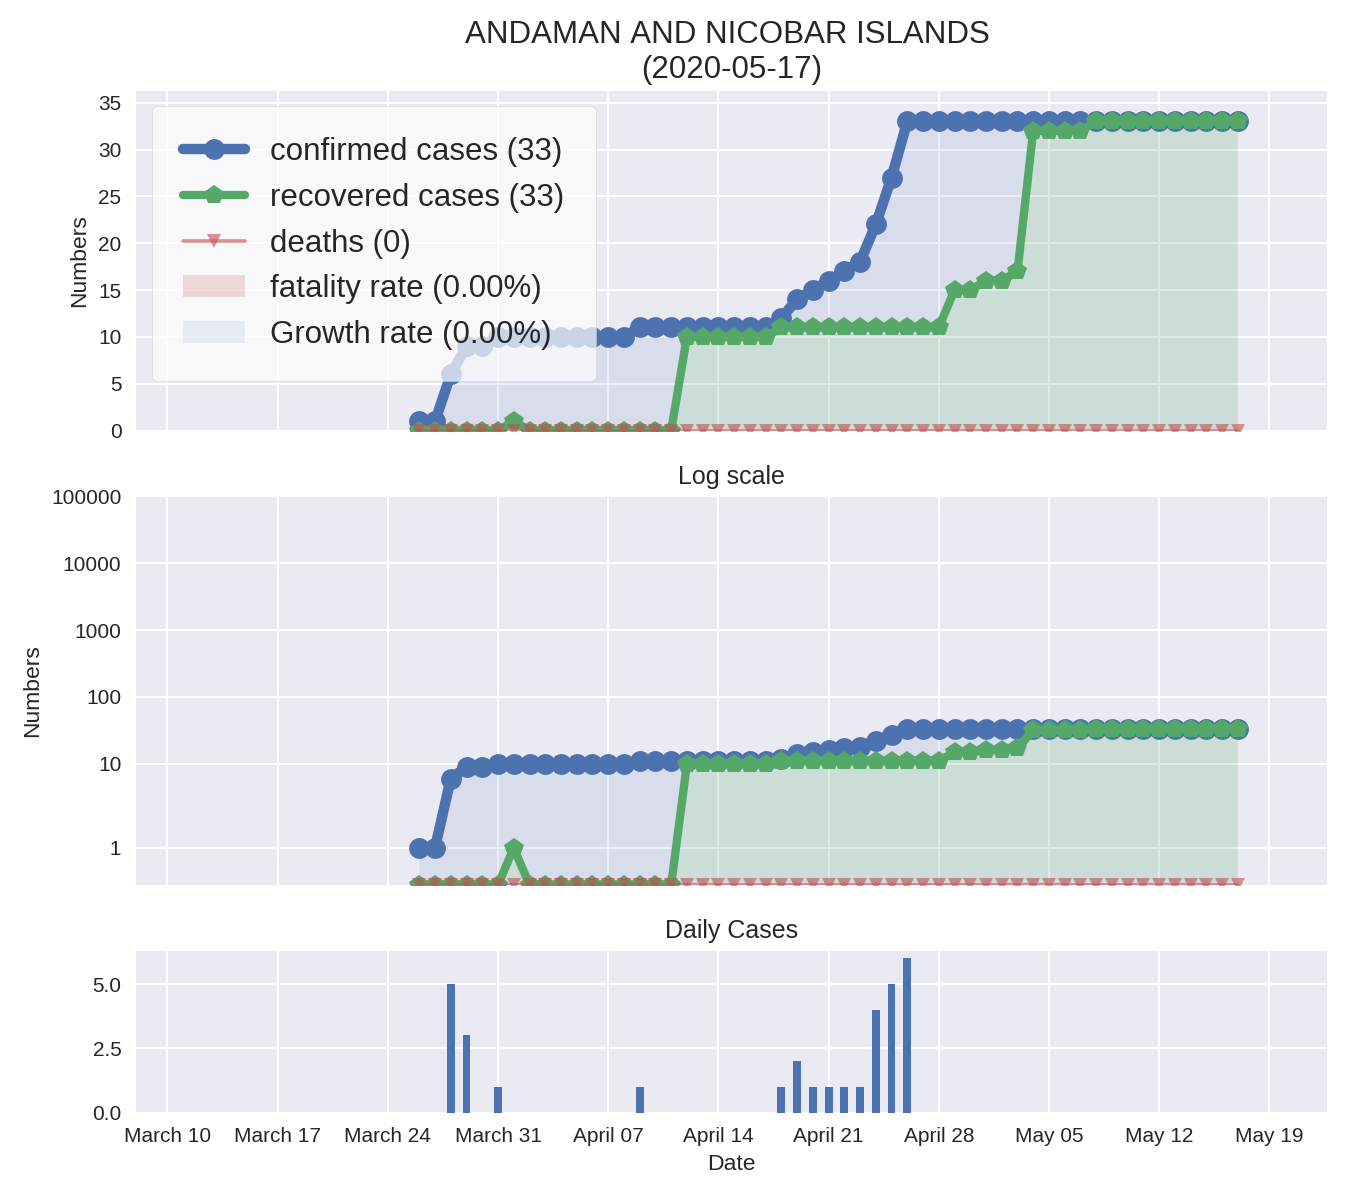 ANDAMAN AND NICOBAR ISLANDS
(2020-05-17)
Numbers
35
30
25
20
15
10
5
0
confirmed cases (33)
recovered cases (33)
deaths (0)
fatality rate (0.00%)
Growth rate (0.00%)
Log scale
Numbers
100000
10000
1000
100
10
1
Daily Cases
5.0
2.5
0.0
March 10 March 17 March 24 March 31 April 07 April 14 April 21 April 28 May 05 May 12 May 19
Date